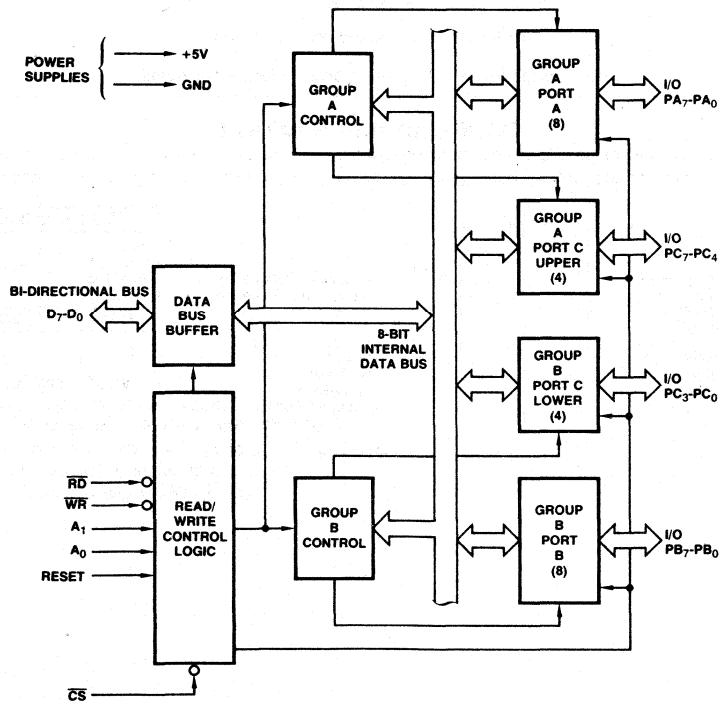 POWER
SUPPLIES
+5V
GND
GROUP
A
CONTROL
GROUP
A
PORT
A
(8)
I/O
PA7-PA0
GROUP
A
PORT C
UPPER
(4)
I/O
PC7-PC4
BI-DIRECTIONAL BUS
D7-D0
DATA
BUS
BUFFER
8-BIT
INTERNAL
DATA BUS
GROUP
B
PORT C
LOWER
(4)
I/O
PC3-PC0
RD
WR
A1
A0
RESET
READ/
WRITE
CONTROL
LOGIC
GROUP
B
CONTROL
GROUP
B
PORT
B
(8)
I/O
PB7-PB0
CS